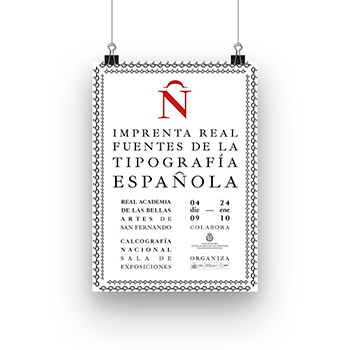 Ñ
IMPRENTA REAL
FUENTES DE LA
TIPOGRAFÍA
ESPAÑOLA
REAL ACADEMIA
DE LAS BELLAS
ARTES DE
SAN FERNANDO
CALCOGRAFÍA
NACIONAL
SALA DE
EXPOSICIONES
04 — 24
dic — ene
09 10
COLABORA
ORGANIZA